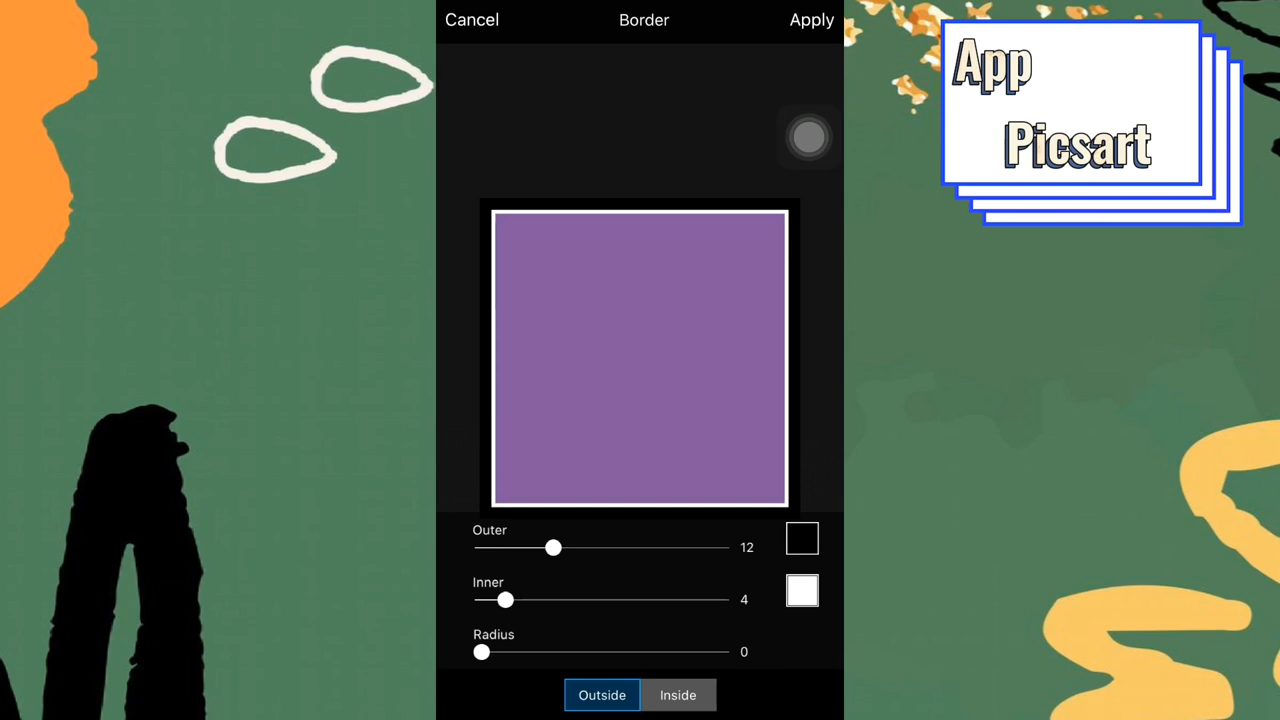 Cancel
Border
Apply
App
Picsart
Outer
12
Inner
4
Radius
0
Outside
Inside